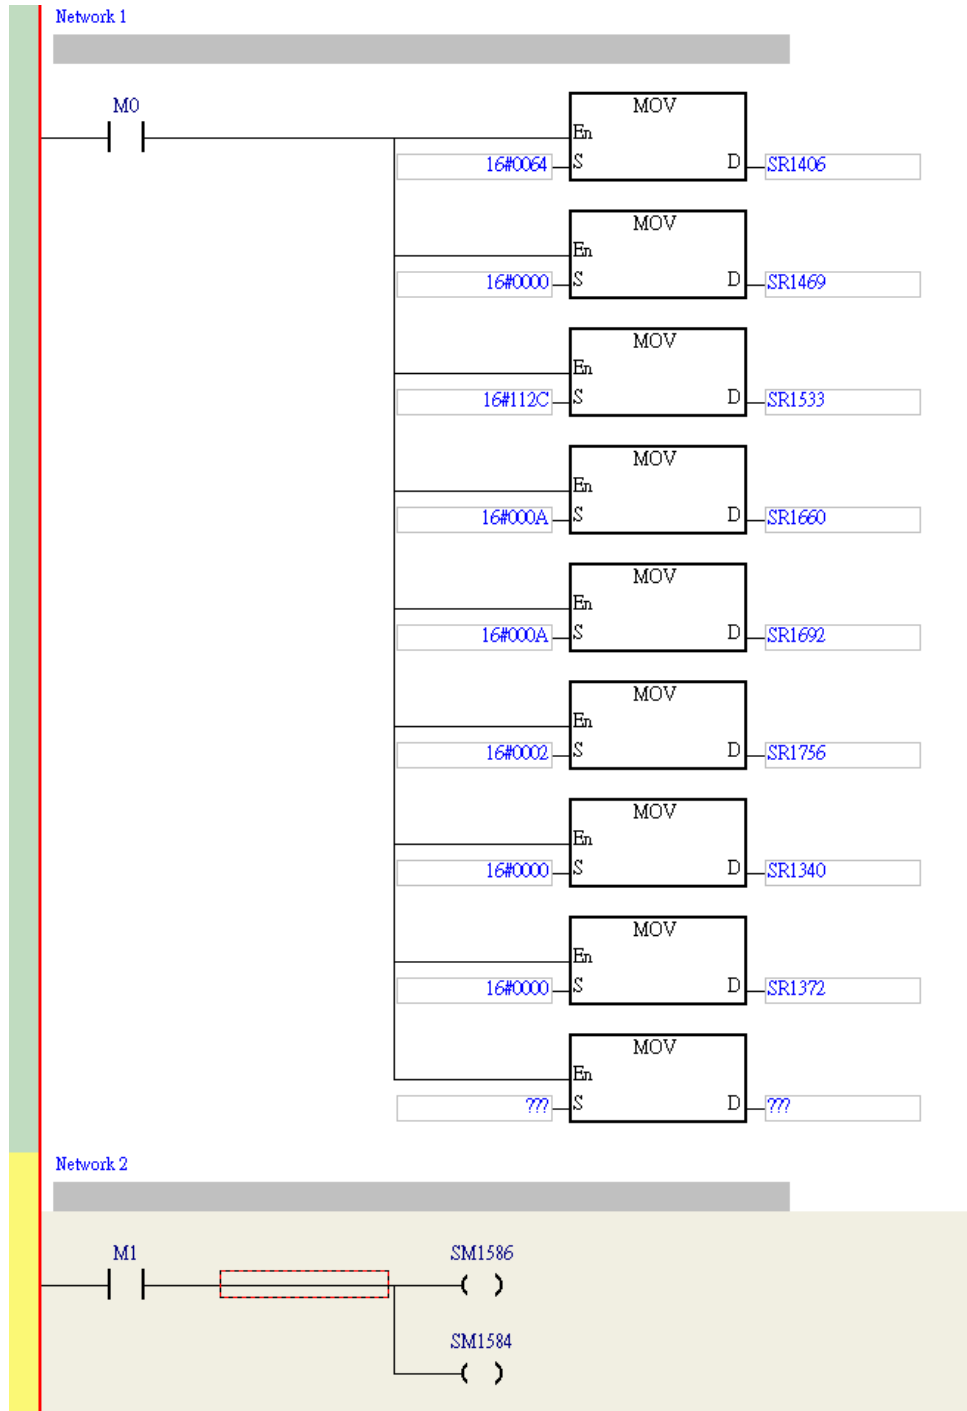 Network 1
M0
MOV
En
16#0064 S D SR1406
MOV
En
16#0000 S D SR1469
MOV
En
16#112C S D SR1533
MOV
En
16#000A S D SR1660
MOV
En
16#000A S D SR1692
MOV
En
16#0002 S D SR1756
MOV
En
16#0000 S D SR1340
MOV
En
16#0000 S D SR1372
MOV
En
??? S D ???
Network 2
M1 SM1586
SM1584